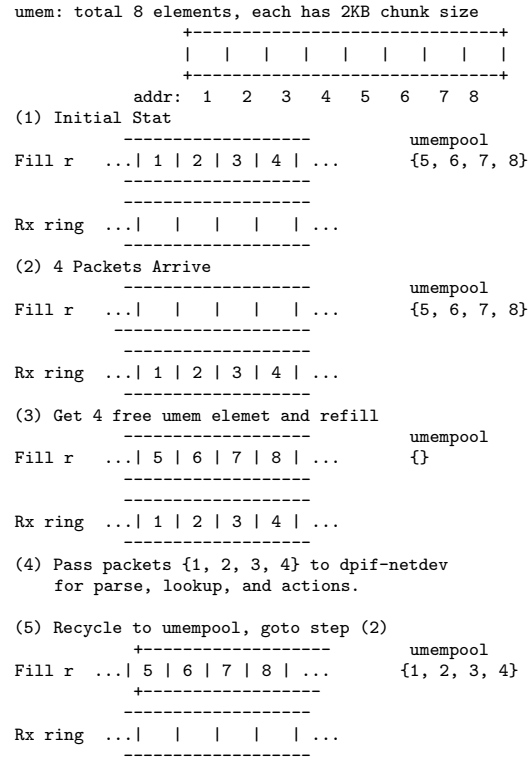 umem: total 8 elements, each has 2KB chunk size
+-------------------------------+
|   |   |   |   |   |   |   |   |
+-------------------------------+
addr:  1   2   3   4   5   6   7  8
(1) Initial Stat
-------------------          umempool
Fill r   ...| 1 | 2 | 3 | 4 | ...       {5, 6, 7, 8}
-------------------
-------------------
Rx ring  ...|   |   |   |   | ...
-------------------
(2) 4 Packets Arrive
-------------------          umempool
Fill r   ...|   |   |   |   | ...       {5, 6, 7, 8}
--------------------
-------------------
Rx ring  ...| 1 | 2 | 3 | 4 | ...
-------------------
(3) Get 4 free umem elemet and refill
-------------------          umempool
Fill r   ...| 5 | 6 | 7 | 8 | ...       {}
-------------------
-------------------
Rx ring  ...| 1 | 2 | 3 | 4 | ...
-------------------
(4) Pass packets {1, 2, 3, 4} to dpif-netdev
for parse, lookup, and actions.
(5) Recycle to umempool, goto step (2)
+-------------------        umempool
Fill r  ...| 5 | 6 | 7 | 8 | ...       {1, 2, 3, 4}
+------------------
-------------------
Rx ring  ...|   |   |   |   | ...
-------------------